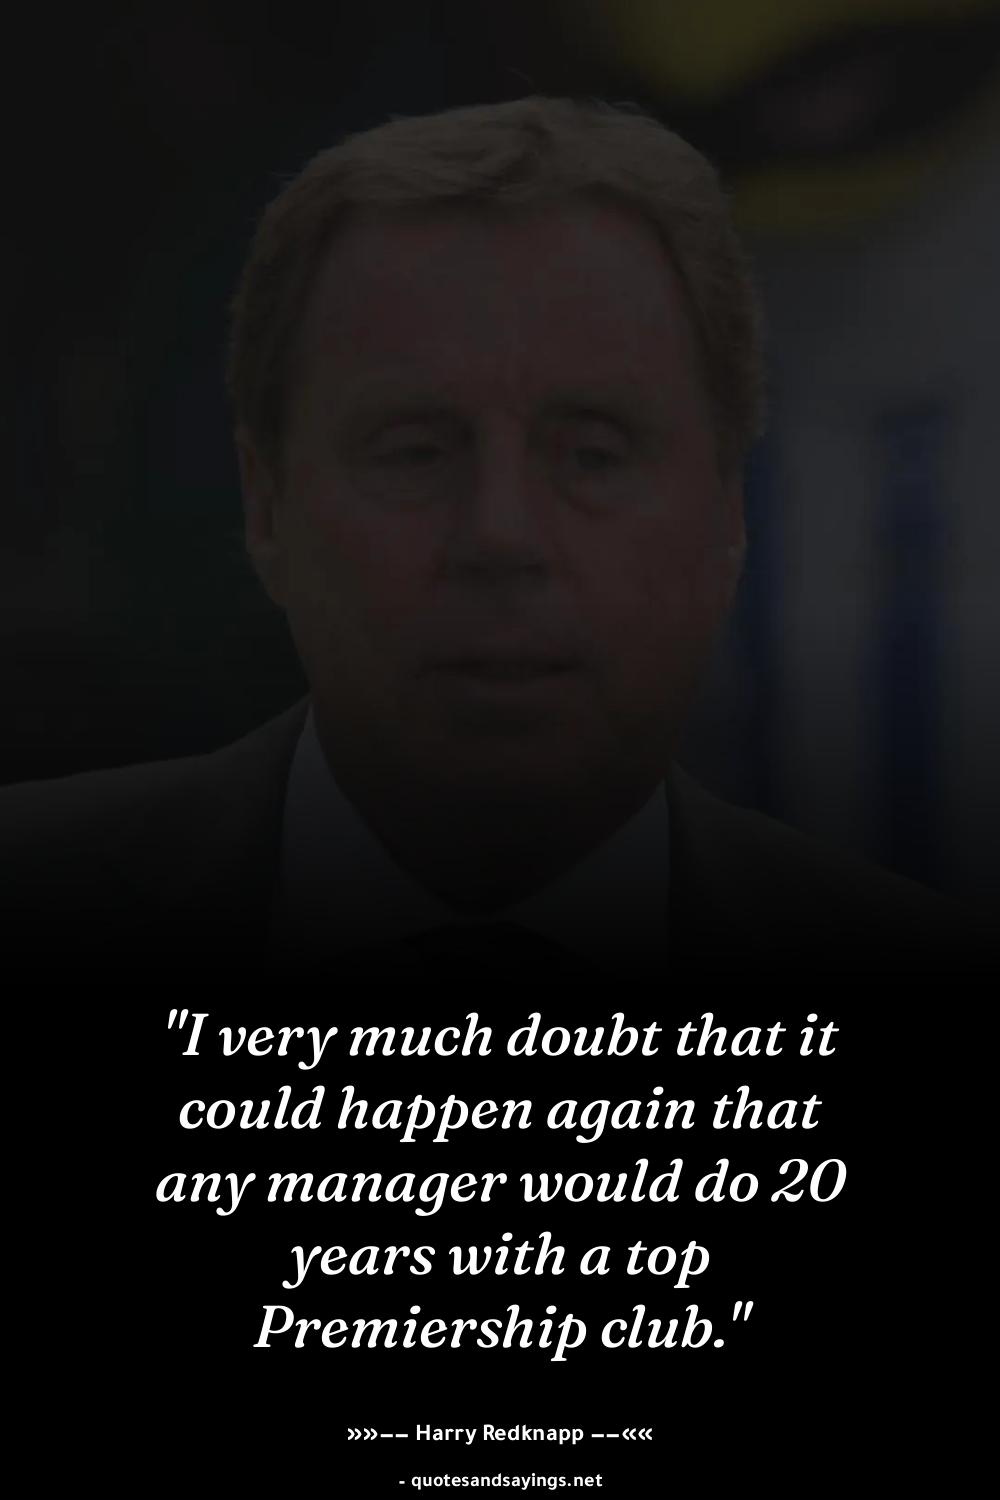 "I very much doubt that it
could happen again that
any manager would do 20
years with a top
Premiership club."
»»−− Harry Redknapp −−««
- quotesandsayings.net